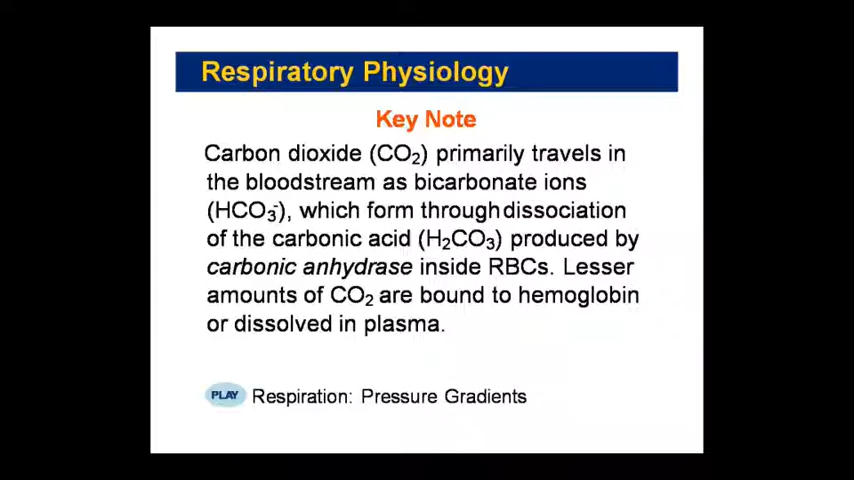 Respiratory Physiology
Key Note
Carbon dioxide (CO₂) primarily travels in
the bloodstream as bicarbonate ions
(HCO₃⁻), which form through dissociation
of the carbonic acid (H₂CO₃) produced by
carbonic anhydrase inside RBCs. Lesser
amounts of CO₂ are bound to hemoglobin
or dissolved in plasma.
PLAY Respiration: Pressure Gradients